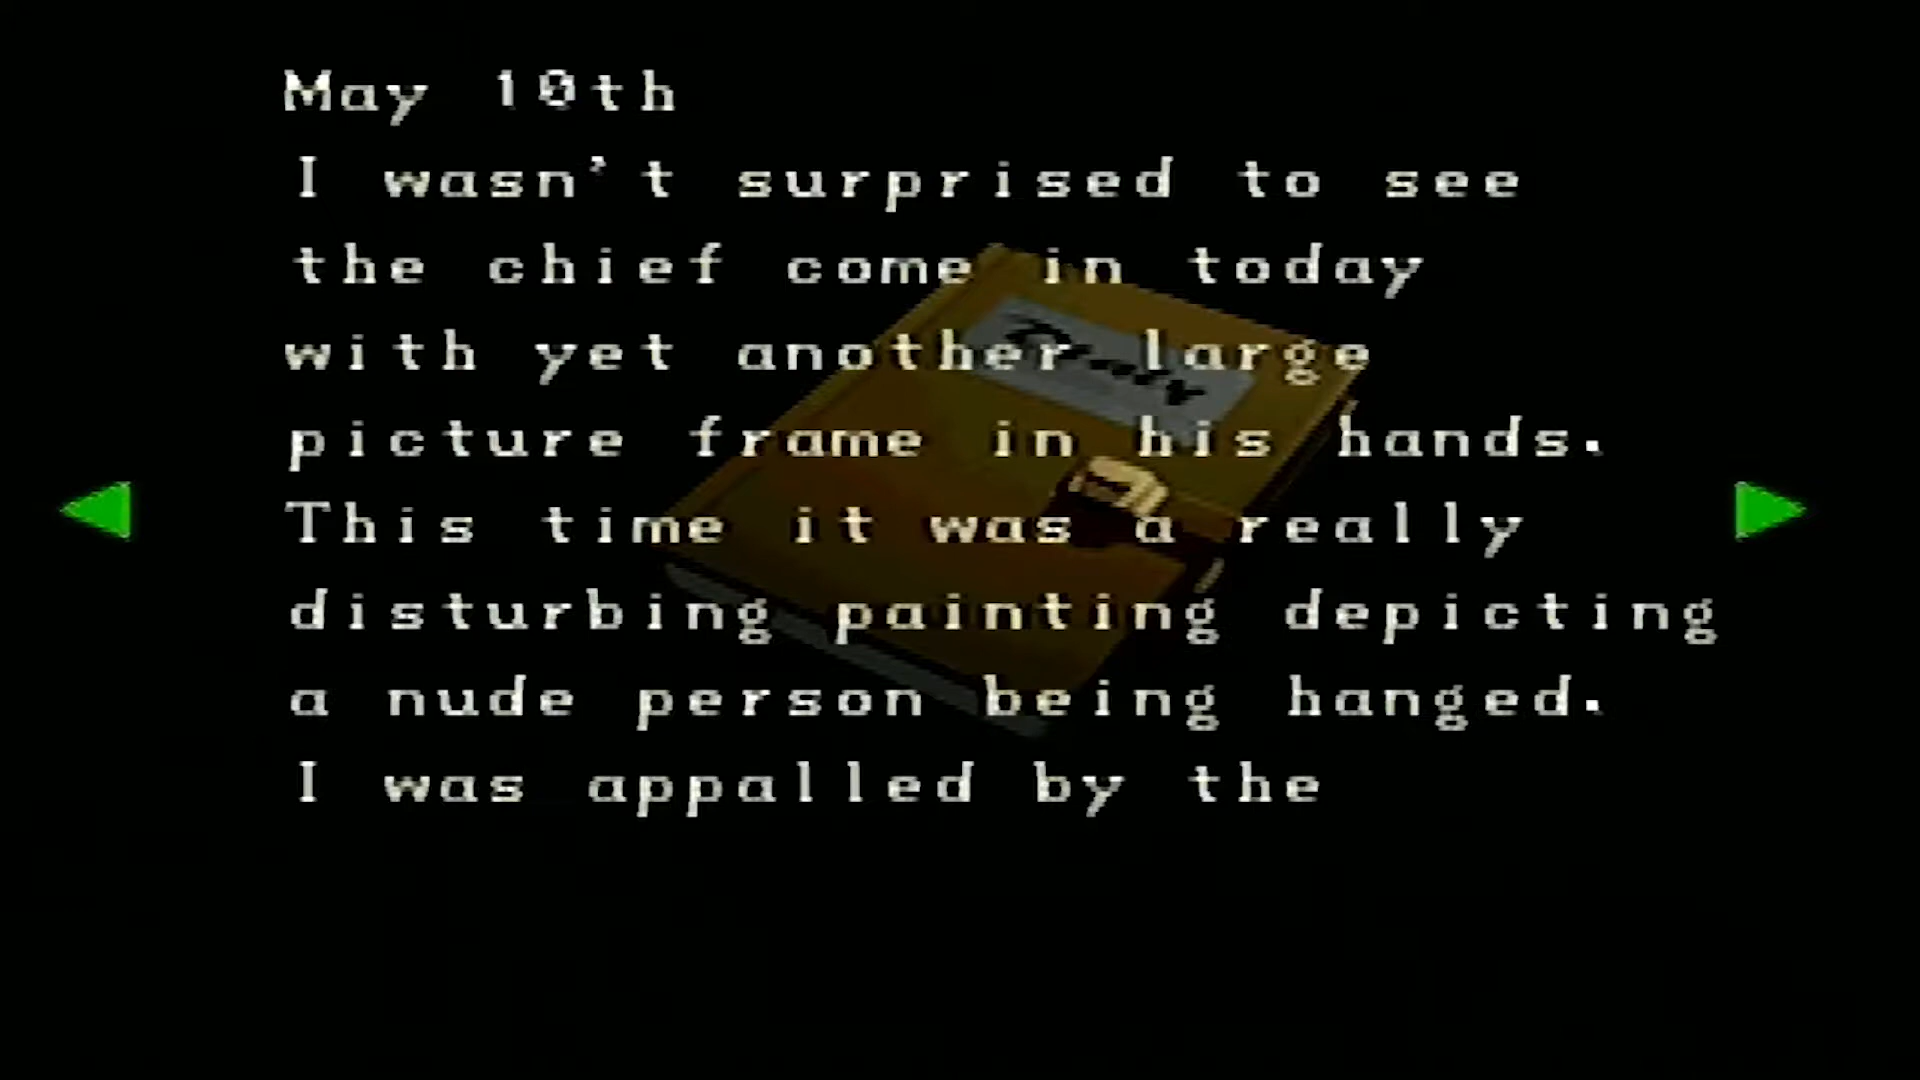 May 10th
I wasn't surprised to see
the chief come in today
with yet another large
picture frame in his hands.
This time it was a really
disturbing painting depicting
a nude person being hanged.
I was appalled by the
Diary